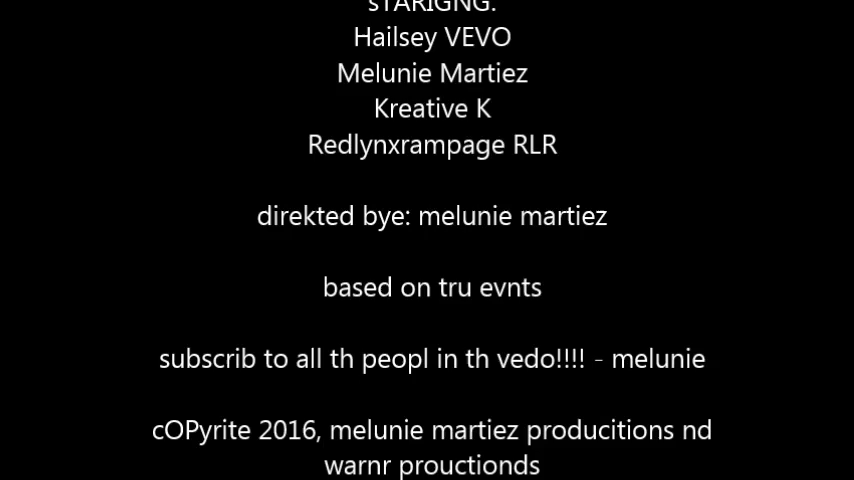 sTARIGNG:
Hailsey VEVO
Melunie Martiez
Kreative K
Redlynxrampage RLR
direkted bye: melunie martiez
based on tru evnts
subscrib to all th peopl in th vedo!!!! - melunie
cOPyrite 2016, melunie martiez producitions nd
warnr prouctionds